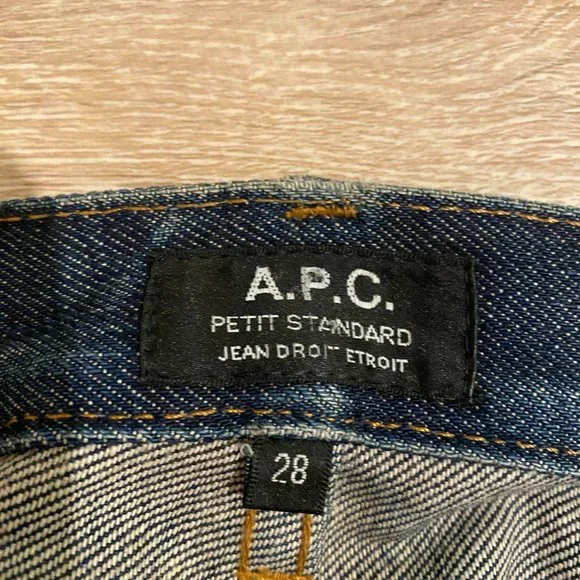 A.P.C.
PETIT STANDARD
JEAN DROIT ETROIT
28